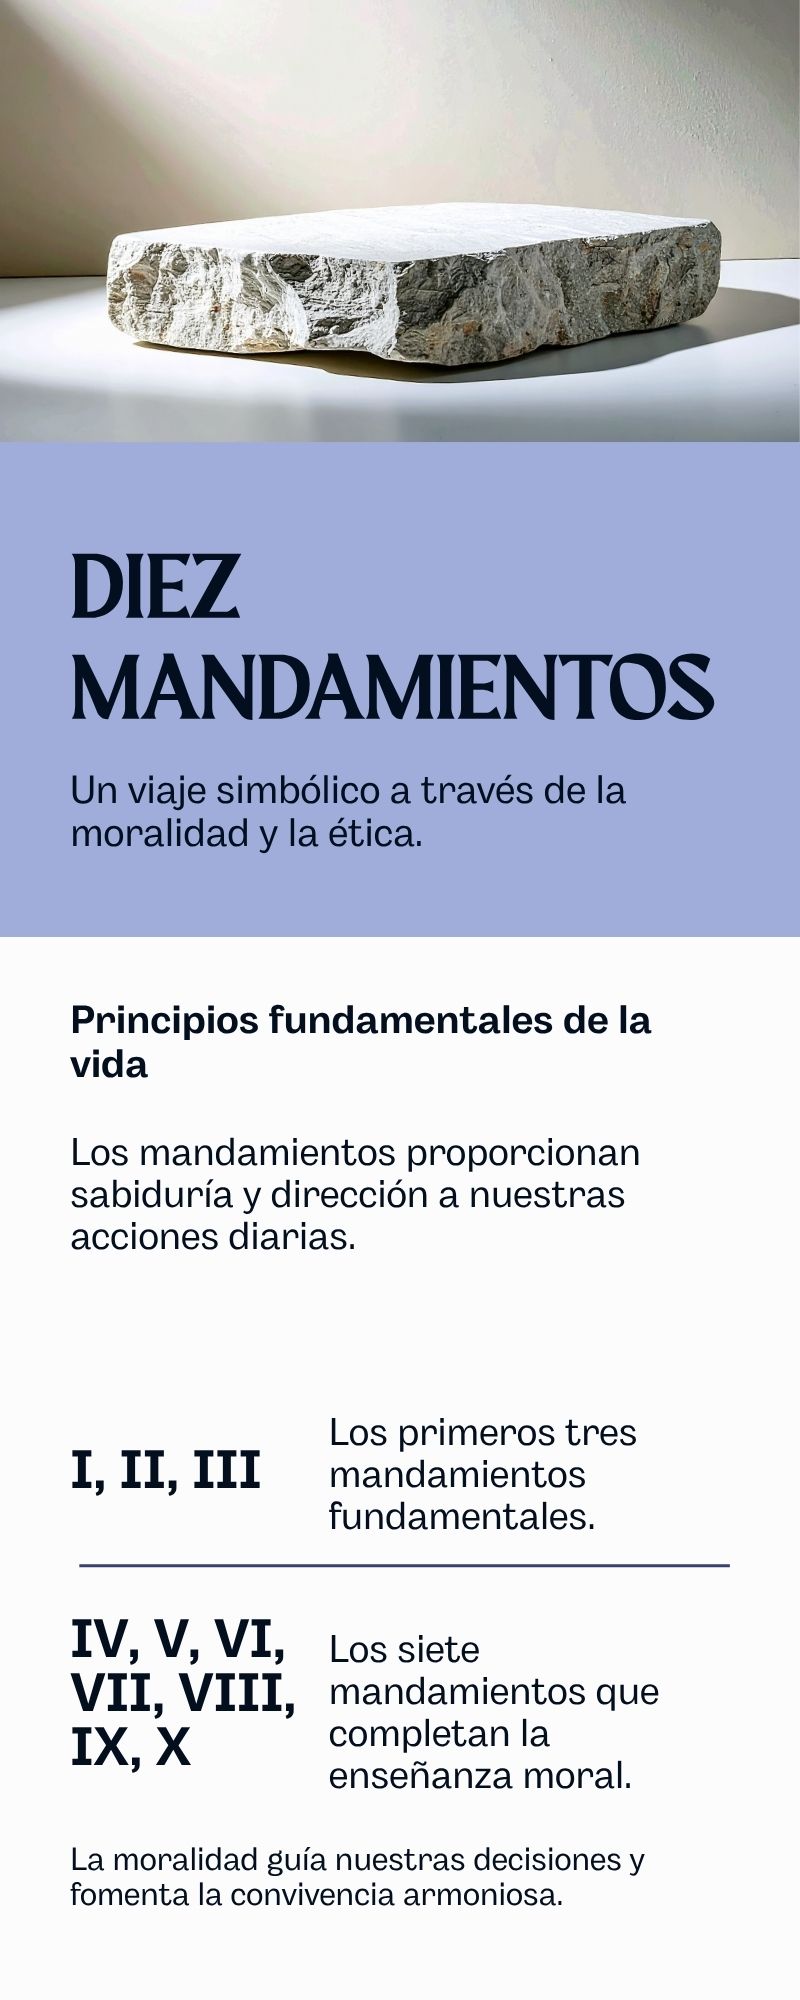 DIEZ
MANDAMIENTOS
Un viaje simbólico a través de la
moralidad y la ética.
Principios fundamentales de la
vida
Los mandamientos proporcionan
sabiduría y dirección a nuestras
acciones diarias.
I, II, III
Los primeros tres
mandamientos
fundamentales.
IV, V, VI,
VII, VIII,
IX, X
Los siete
mandamientos que
completan la
enseñanza moral.
La moralidad guía nuestras decisiones y
fomenta la convivencia armoniosa.